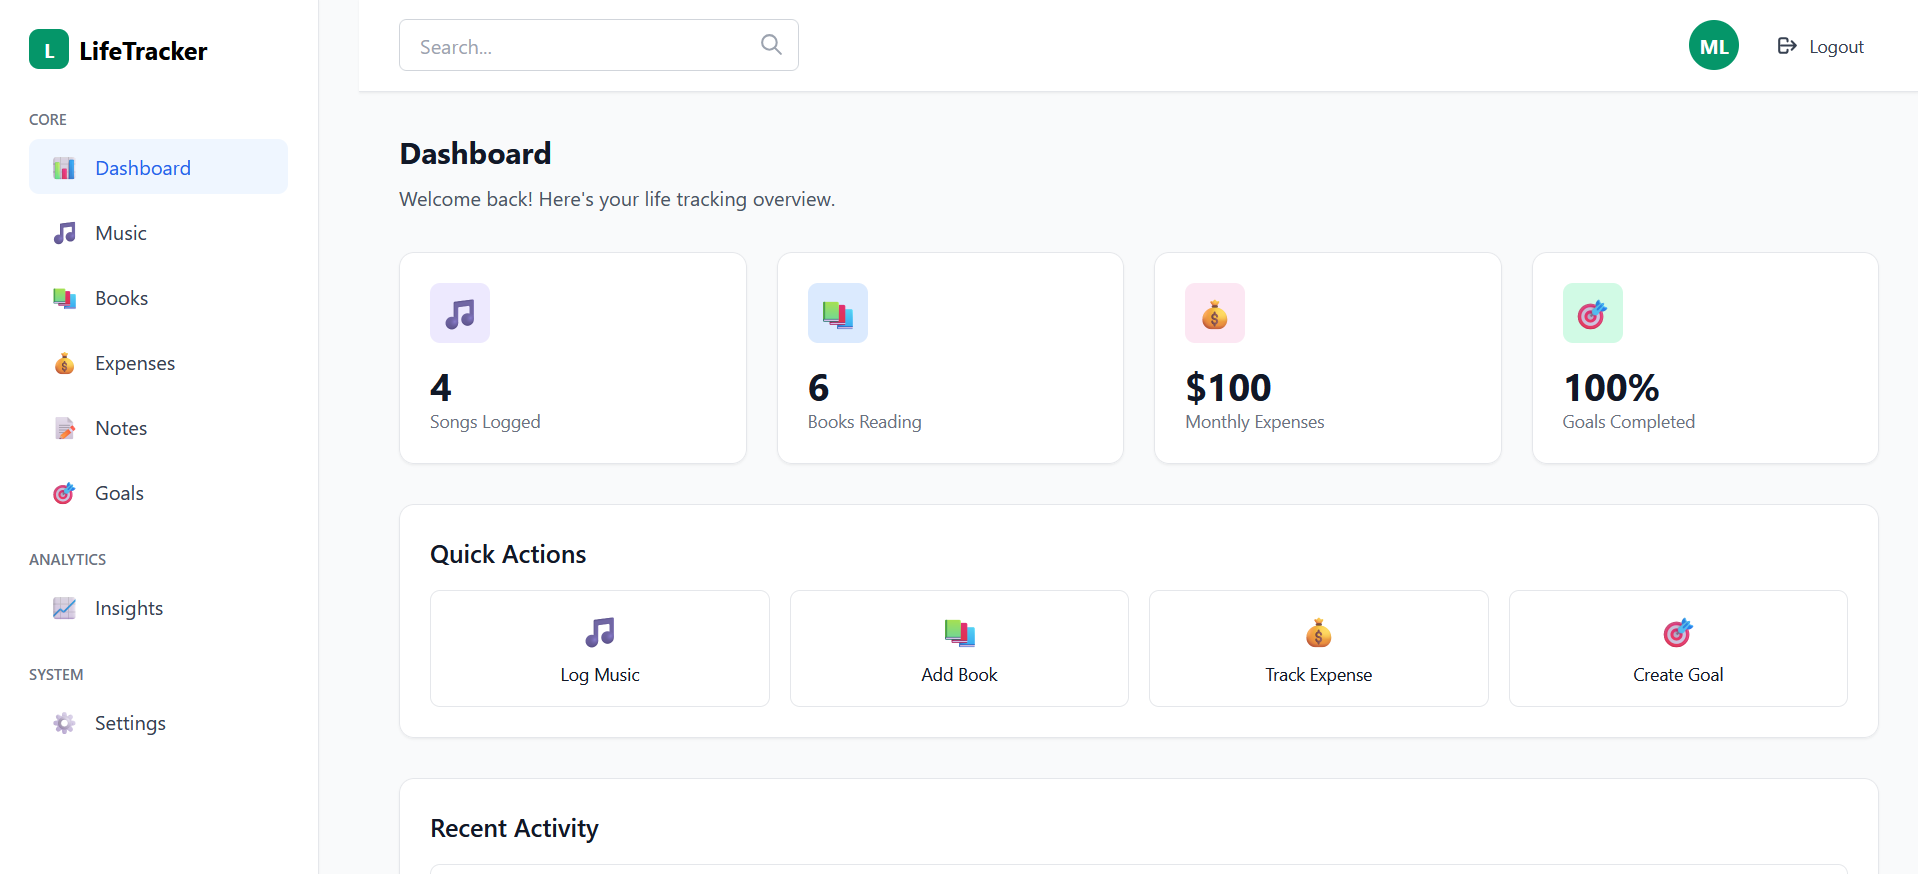 L LifeTracker
CORE
Dashboard
Music
Books
Expenses
Notes
Goals
ANALYTICS
Insights
SYSTEM
Settings
Search...
ML
Logout
Dashboard
Welcome back! Here's your life tracking overview.
4
Songs Logged
6
Books Reading
$100
Monthly Expenses
100%
Goals Completed
Quick Actions
Log Music
Add Book
Track Expense
Create Goal
Recent Activity